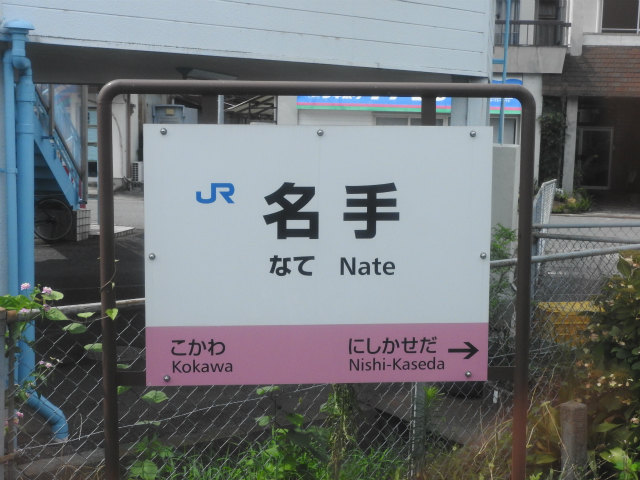 JR 名手
なて Nate
こかわ にしかせだ →
Kokawa Nishi-Kaseda